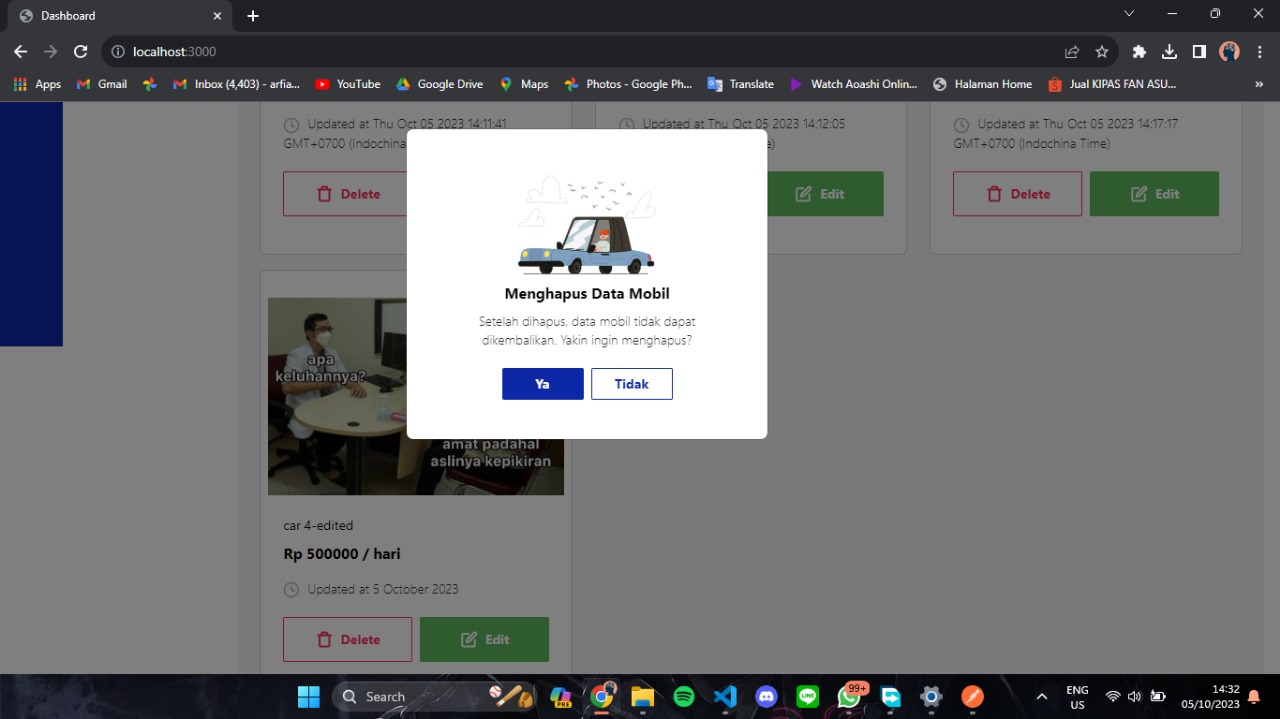 Dashboard
localhost:3000
Apps
Gmail
Inbox (4,403) - arfia...
YouTube
Google Drive
Maps
Photos - Google Ph...
Translate
Watch Aoashi Onlin...
Halaman Home
Jual KIPAS FAN ASU...
»
Updated at Thu Oct 05 2023 14:11:41
GMT+0700 (Indochina
Updated at Thu Oct 05 2023 14:12:05
e)
Updated at Thu Oct 05 2023 14:17:17
GMT+0700 (Indochina Time)
Delete
Edit
Delete
Edit
Menghapus Data Mobil
Setelah dihapus, data mobil tidak dapat
dikembalikan. Yakin ingin menghapus?
Ya
Tidak
apa
keluhannya?
amat padahal
aslinya kepikiran
car 4-edited
Rp 500000 / hari
Updated at 5 October 2023
Delete
Edit
Search
PRE
99+
ENG
US
14:32
05/10/2023